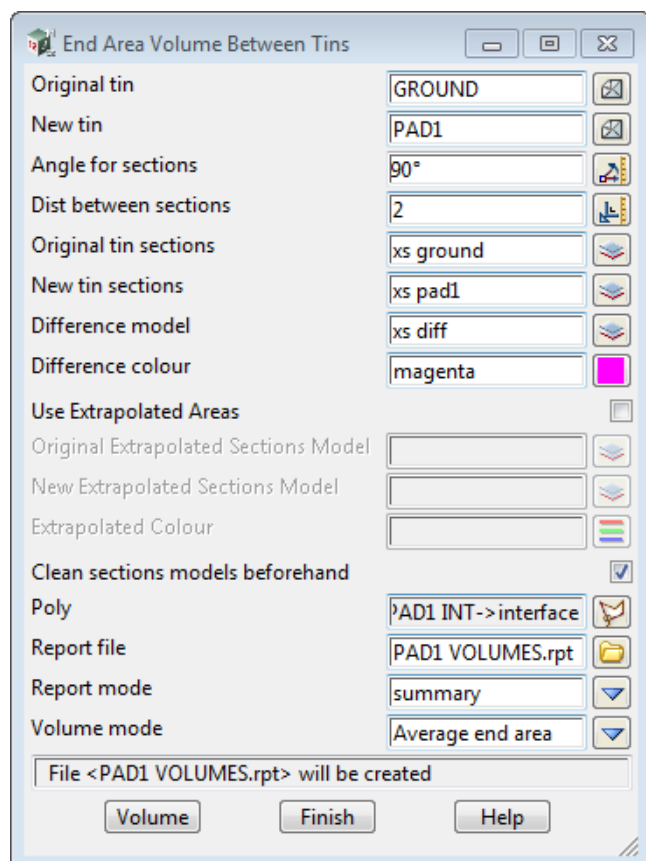 End Area Volume Between Tins
Original tin GROUND
New tin PAD1
Angle for sections 90°
Dist between sections 2
Original tin sections xs ground
New tin sections xs pad1
Difference model xs diff
Difference colour magenta
Use Extrapolated Areas
Original Extrapolated Sections Model
New Extrapolated Sections Model
Extrapolated Colour
Clean sections models beforehand
Poly PAD1 INT->interface
Report file PAD1 VOLUMES.rpt
Report mode summary
Volume mode Average end area
File <PAD1 VOLUMES.rpt> will be created
Volume Finish Help